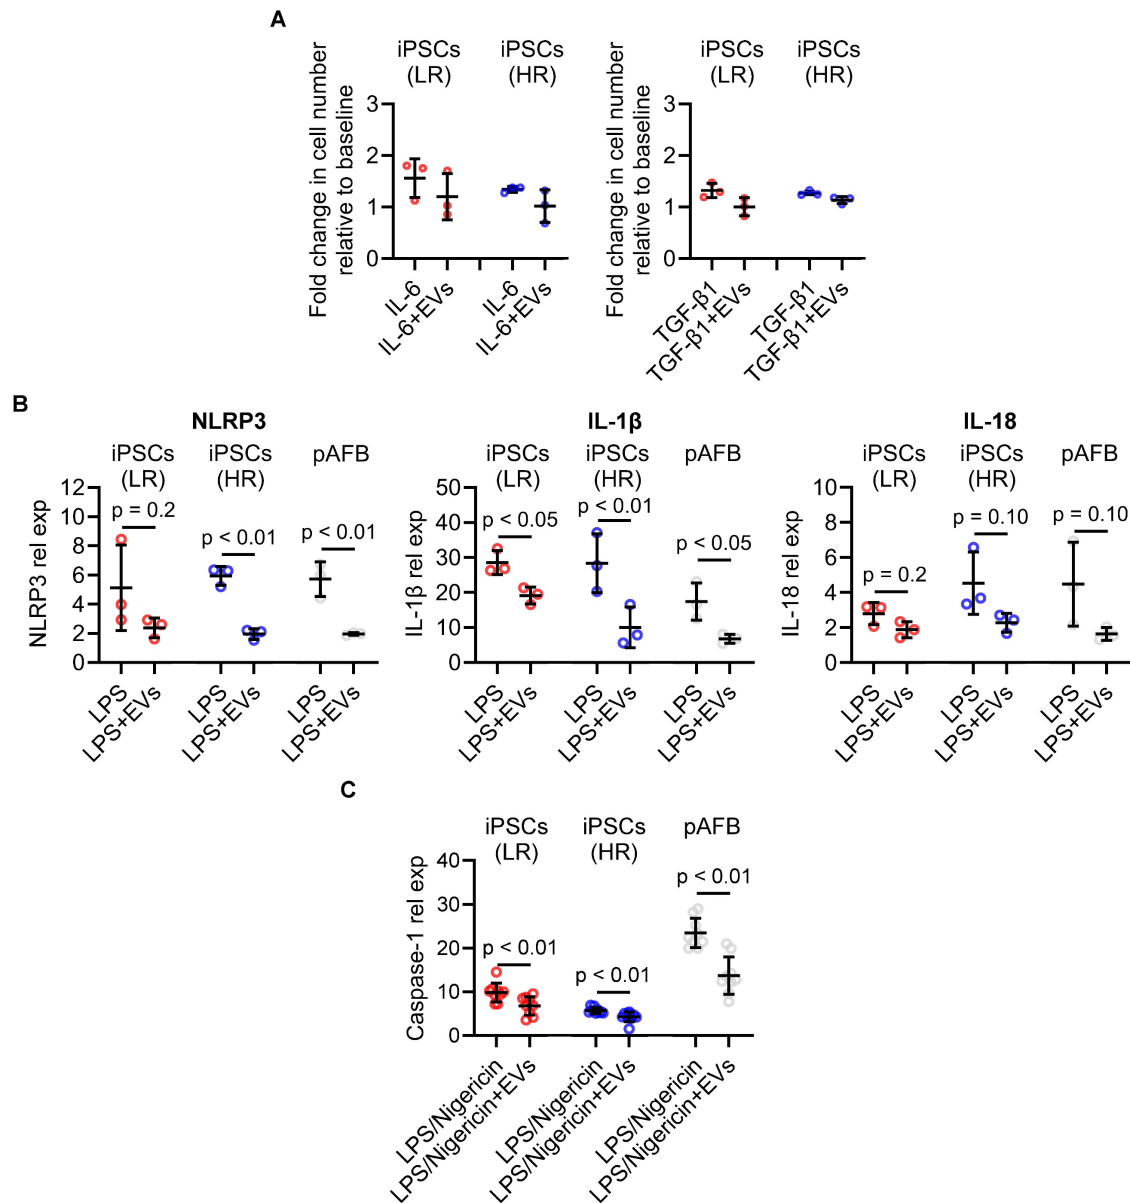 A
iPSCs
(LR)
iPSCs
(HR)
Fold change in cell number
relative to baseline
3
2
1
0
IL-6
IL-6+EVs
IL-6
IL-6+EVs
iPSCs
(LR)
iPSCs
(HR)
Fold change in cell number
relative to baseline
3
2
1
0
TGF-β1
TGF-β1+EVs
TGF-β1
TGF-β1+EVs
B
NLRP3
iPSCs
(LR)
iPSCs
(HR)
pAFB
NLRP3 rel exp
12
10
8
6
4
2
0
p = 0.2
p < 0.01
p < 0.01
LPS
LPS+EVs
LPS
LPS+EVs
LPS
LPS+EVs
IL-1β
iPSCs
(LR)
iPSCs
(HR)
pAFB
IL-1β rel exp
50
40
30
20
10
0
p < 0.05
p < 0.01
p < 0.05
LPS
LPS+EVs
LPS
LPS+EVs
LPS
LPS+EVs
IL-18
iPSCs
(LR)
iPSCs
(HR)
pAFB
IL-18 rel exp
10
8
6
4
2
0
p = 0.2
p = 0.10
p = 0.10
LPS
LPS+EVs
LPS
LPS+EVs
LPS
LPS+EVs
C
iPSCs
(LR)
iPSCs
(HR)
pAFB
Caspase-1 rel exp
40
30
20
10
0
p < 0.01
p < 0.01
p < 0.01
LPS/Nigericin
LPS/Nigericin+EVs
LPS/Nigericin
LPS/Nigericin+EVs
LPS/Nigericin
LPS/Nigericin+EVs